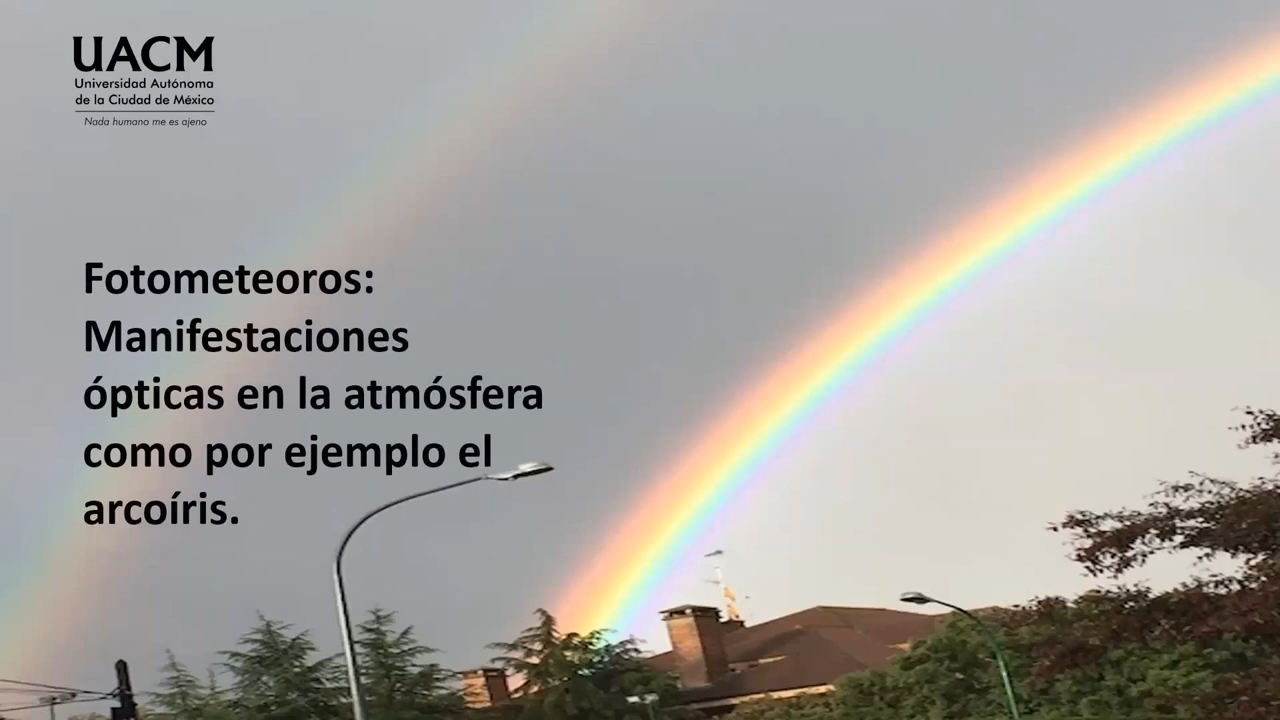 UACM
Universidad Autónoma
de la Ciudad de México
Nada humano me es ajeno
Fotometeoros:
Manifestaciones
ópticas en la atmósfera
como por ejemplo el
arcoíris.